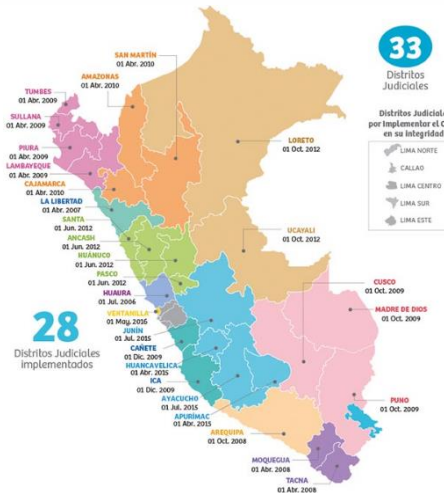 SAN MARTÍN
01 Abr. 2010
AMAZONAS
01 Abr. 2010
TUMBES
01 Abr. 2009
SULLANA
01 Abr. 2009
PIURA
01 Abr. 2009
LAMBAYEQUE
01 Abr. 2009
CAJAMARCA
01 Abr. 2010
LA LIBERTAD
01 Abr. 2007
SANTA
01 Jun. 2012
ANCASH
01 Jun. 2012
HUÁNUCO
01 Jun. 2012
PASCO
01 Jun. 2012
HUAURA
01 Jul. 2006
VENTANILLA
01 May. 2016
JUNÍN
01 Jul. 2015
CAÑETE
01 Dic. 2009
HUANCAVELICA
01 Abr. 2015
ICA
01 Dic. 2009
AYACUCHO
01 Jul. 2015
APURÍMAC
01 Abr. 2015
AREQUIPA
01 Oct. 2008
MOQUEGUA
01 Abr. 2008
TACNA
01 Abr. 2008
LORETO
01 Oct. 2012
UCAYALI
01 Oct. 2012
CUSCO
01 Oct. 2009
MADRE DE DIOS
01 Oct. 2009
PUNO
01 Oct. 2009
28
Distritos Judiciales
implementados
33
Distritos
Judiciales
Distritos Judicial
por Implementar el C
en su integridad
LIMA NORTE
CALLAO
LIMA CENTRO
LIMA SUR
LIMA ESTE